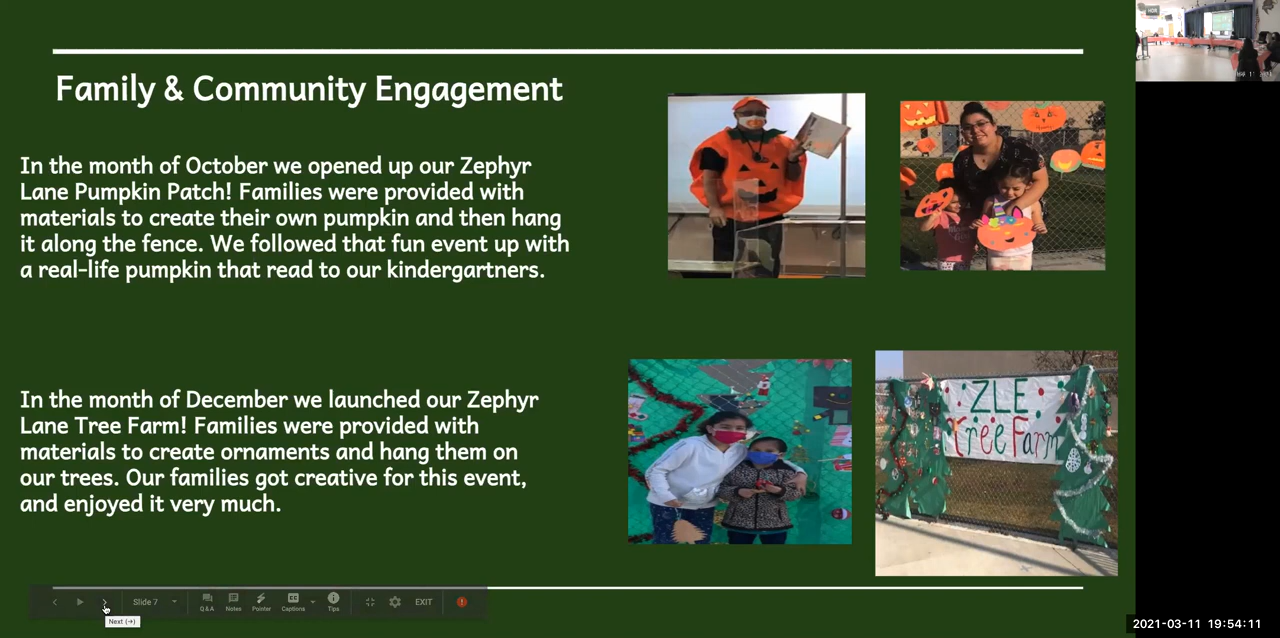 HDR
Family & Community Engagement
In the month of October we opened up our Zephyr
Lane Pumpkin Patch! Families were provided with
materials to create their own pumpkin and then hang
it along the fence. We followed that fun event up with
a real-life pumpkin that read to our kindergartners.
In the month of December we launched our Zephyr
Lane Tree Farm! Families were provided with
materials to create ornaments and hang them on
our trees. Our families got creative for this event,
and enjoyed it very much.
ZLE
Tree Farm
Slide 7
Q&A
Notes
Pointer
Captions
Tips
EXIT
Next (→)
2021-03-11 19:54:11